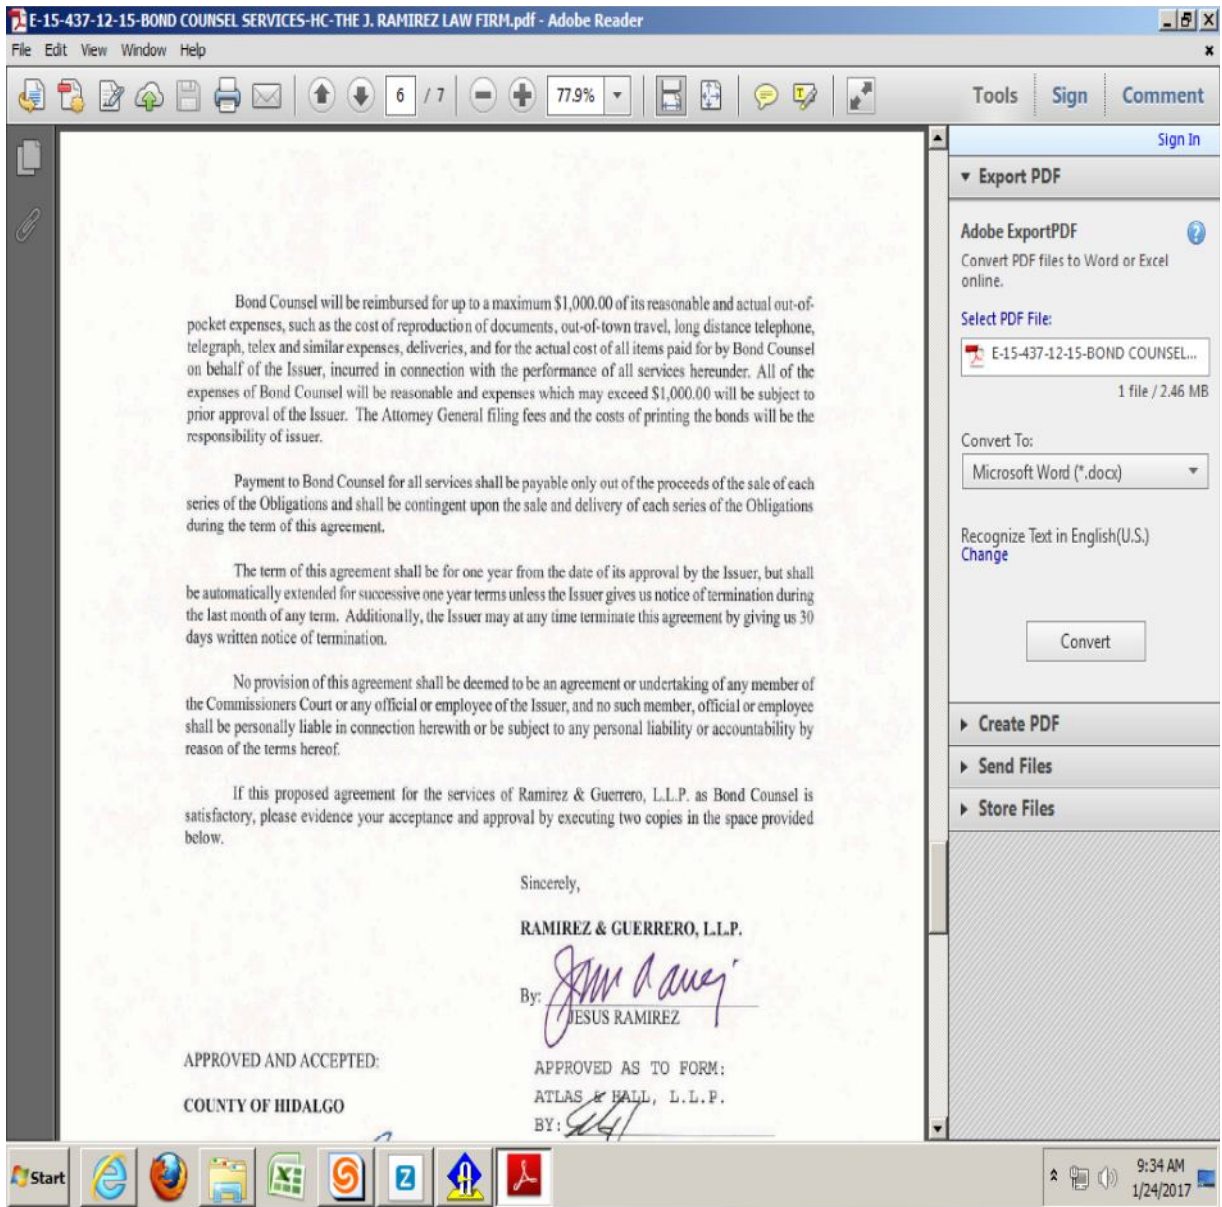 E-15-437-12-15-BOND COUNSEL SERVICES-HC-THE J. RAMIREZ LAW FIRM.pdf - Adobe Reader
File Edit View Window Help
6 / 7 77.9% Tools Sign Comment
Sign In
Export PDF
Adobe ExportPDF
Convert PDF files to Word or Excel
online.
Select PDF File:
E-15-437-12-15-BOND COUNSEL...
1 file / 2.46 MB
Convert To:
Microsoft Word (*.docx)
Recognize Text in English(U.S.)
Change
Convert
Create PDF
Send Files
Store Files
Bond Counsel will be reimbursed for up to a maximum $1,000.00 of its reasonable and actual out-of-
pocket expenses, such as the cost of reproduction of documents, out-of-town travel, long distance telephone,
telegraph, telex and similar expenses, deliveries, and for the actual cost of all items paid for by Bond Counsel
on behalf of the Issuer, incurred in connection with the performance of all services hereunder. All of the
expenses of Bond Counsel will be reasonable and expenses which may exceed $1,000.00 will be subject to
prior approval of the Issuer. The Attorney General filing fees and the costs of printing the bonds will be the
responsibility of issuer.
Payment to Bond Counsel for all services shall be payable only out of the proceeds of the sale of each
series of the Obligations and shall be contingent upon the sale and delivery of each series of the Obligations
during the term of this agreement.
The term of this agreement shall be for one year from the date of its approval by the Issuer, but shall
be automatically extended for successive one year terms unless the Issuer gives us notice of termination during
the last month of any term. Additionally, the Issuer may at any time terminate this agreement by giving us 30
days written notice of termination.
No provision of this agreement shall be deemed to be an agreement or undertaking of any member of
the Commissioners Court or any official or employee of the Issuer, and no such member, official or employee
shall be personally liable in connection herewith or be subject to any personal liability or accountability by
reason of the terms hereof.
If this proposed agreement for the services of Ramirez & Guerrero, L.L.P. as Bond Counsel is
satisfactory, please evidence your acceptance and approval by executing two copies in the space provided
below.
Sincerely,
RAMIREZ & GUERRERO, L.L.P.
By:
JESUS RAMIREZ
APPROVED AND ACCEPTED:
COUNTY OF HIDALGO
APPROVED AS TO FORM:
ATLAS & HALL, L.L.P.
BY:
Start
9:34 AM
1/24/2017